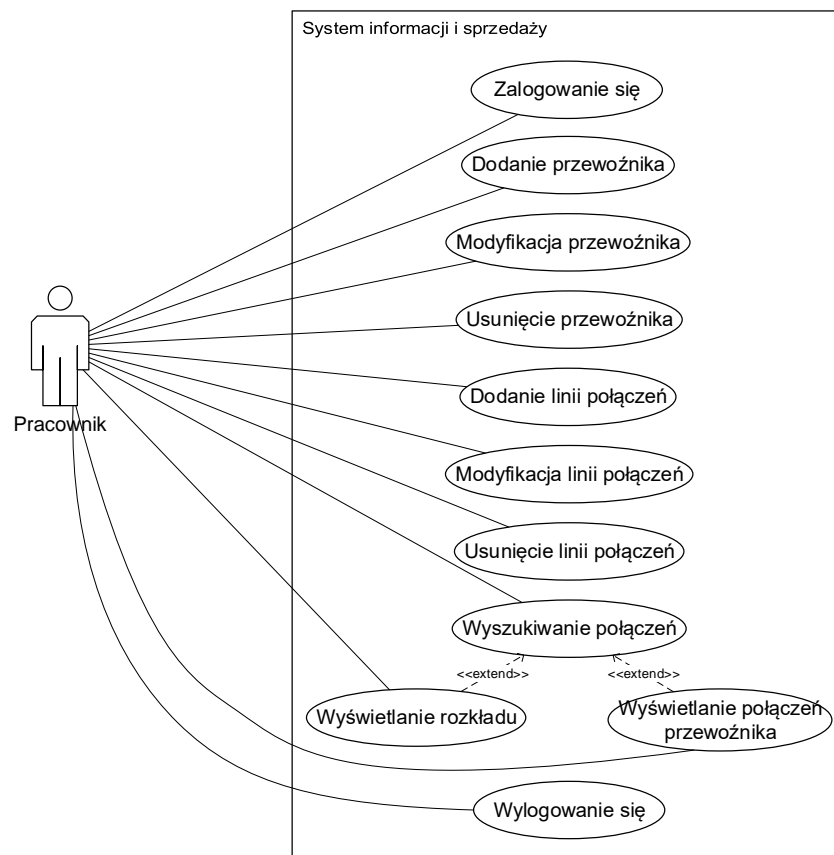 System informacji i sprzedaży
Zalogowanie się
Dodanie przewoźnika
Modyfikacja przewoźnika
Usunięcie przewoźnika
Dodanie linii połączeń
Pracownik
Modyfikacja linii połączeń
Usunięcie linii połączeń
Wyszukiwanie połączeń
<<extend>>
<<extend>>
Wyświetlanie rozkładu
Wyświetlanie połączeń
przewoźnika
Wylogowanie się